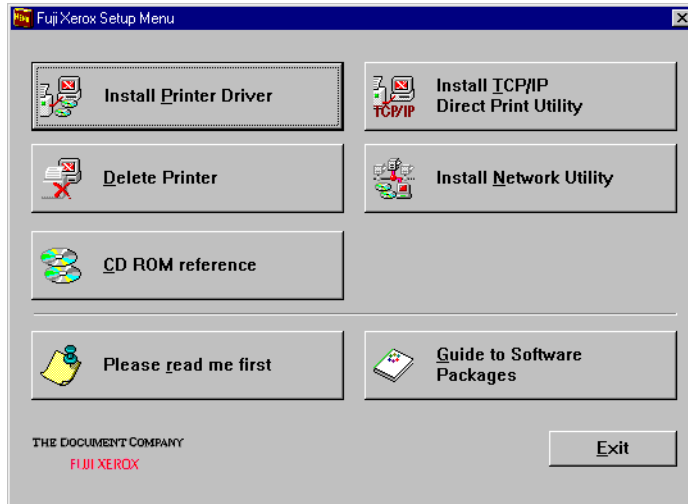 Fuji Xerox Setup Menu
Install Printer Driver
Install TCP/IP
Direct Print Utility
TCP/IP
Delete Printer
Install Network Utility
CD ROM reference
Please read me first
Guide to Software
Packages
THE DOCUMENT COMPANY
FUJI XEROX
Exit